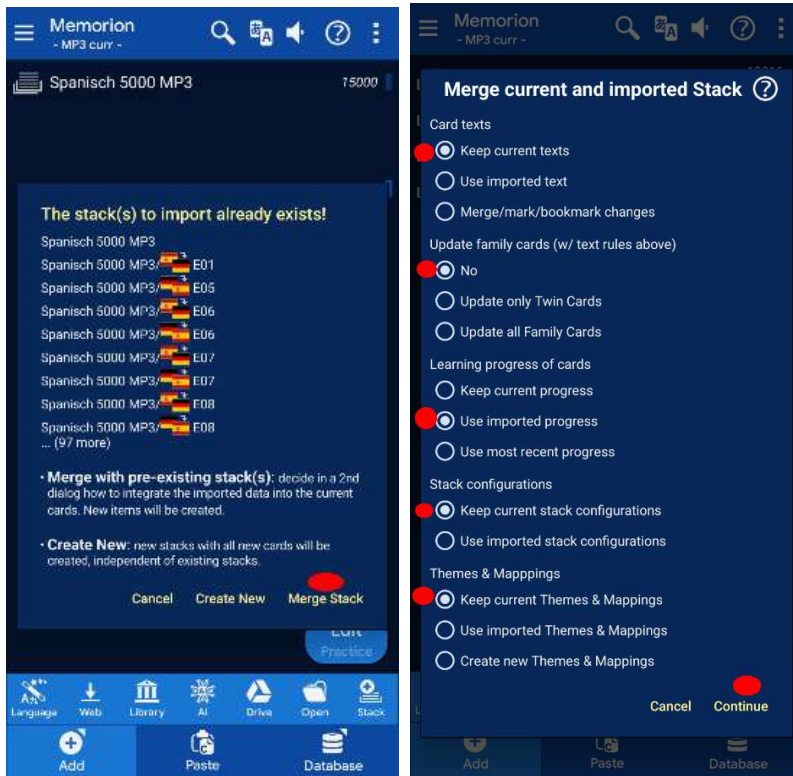 Memorion
- MP3 curr -
Spanisch 5000 MP3
15000
The stack(s) to import already exists!
Spanisch 5000 MP3
Spanisch 5000 MP3/ E01
Spanisch 5000 MP3/ E05
Spanisch 5000 MP3/ E06
Spanisch 5000 MP3/ E06
Spanisch 5000 MP3/ E07
Spanisch 5000 MP3/ E07
Spanisch 5000 MP3/ E08
Spanisch 5000 MP3/ E08
... (97 more)
• Merge with pre-existing stack(s): decide in a 2nd
dialog how to integrate the imported data into the current
cards. New items will be created.
• Create New: new stacks with all new cards will be
created, independent of existing stacks.
Cancel Create New Merge Stack
Edit
Practice
Language Web Library AI Drive Open Stack
Add Paste Database
Memorion
- MP3 curr -
Merge current and imported Stack
Card texts
Keep current texts
Use imported text
Merge/mark/bookmark changes
Update family cards (w/ text rules above)
No
Update only Twin Cards
Update all Family Cards
Learning progress of cards
Keep current progress
Use imported progress
Use most recent progress
Stack configurations
Keep current stack configurations
Use imported stack configurations
Themes & Mapppings
Keep current Themes & Mappings
Use imported Themes & Mappings
Create new Themes & Mappings
Cancel Continue
Add Paste Database